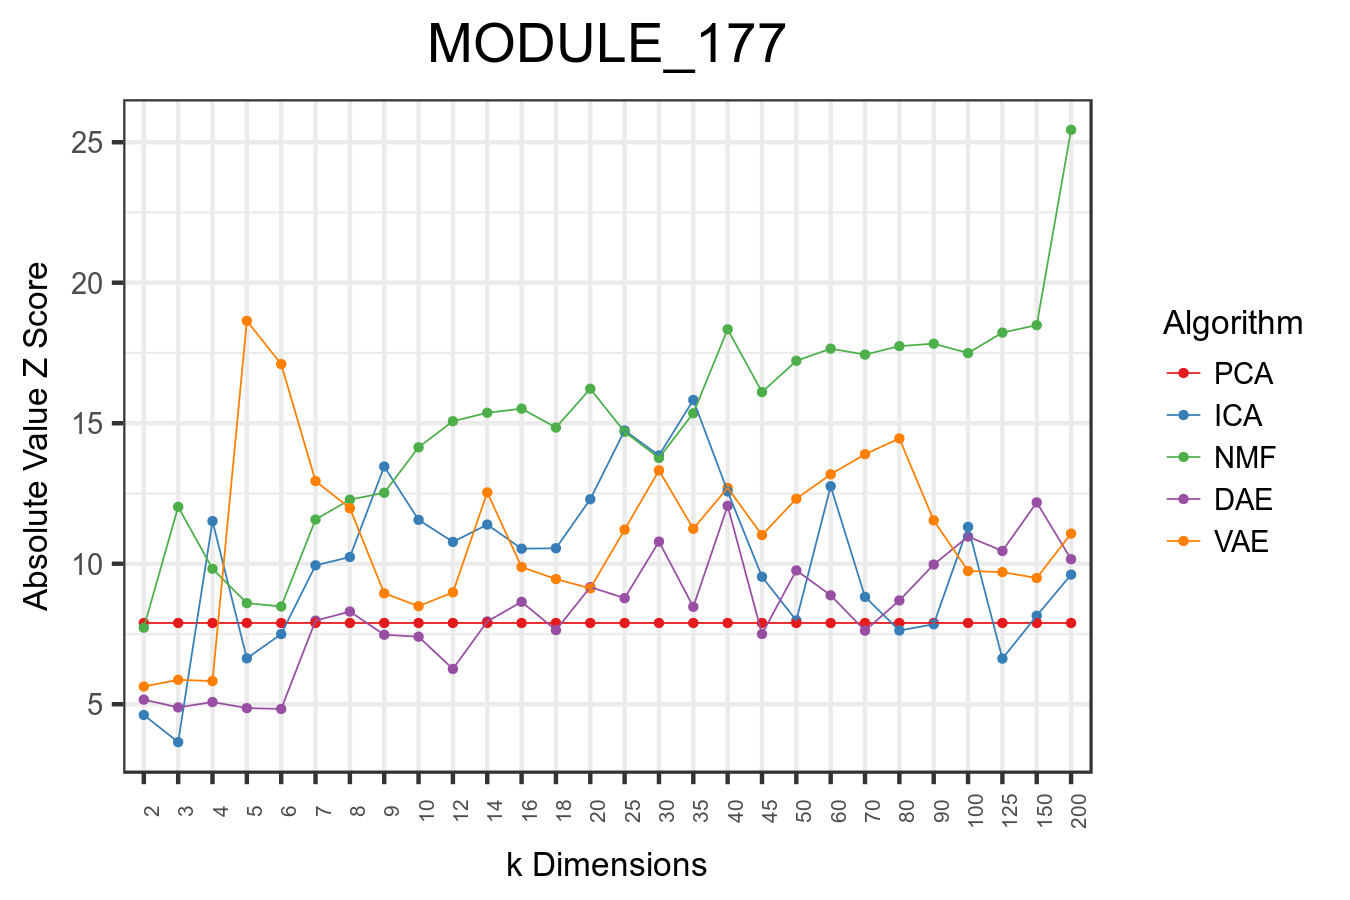 MODULE_177
Absolute Value Z Score
25
20
15
10
5
2 3 4 5 6 7 8 9 10 12 14 16 18 20 25 30 35 40 45 50 60 70 80 90 100 125 150 200
k Dimensions
Algorithm
PCA
ICA
NMF
DAE
VAE